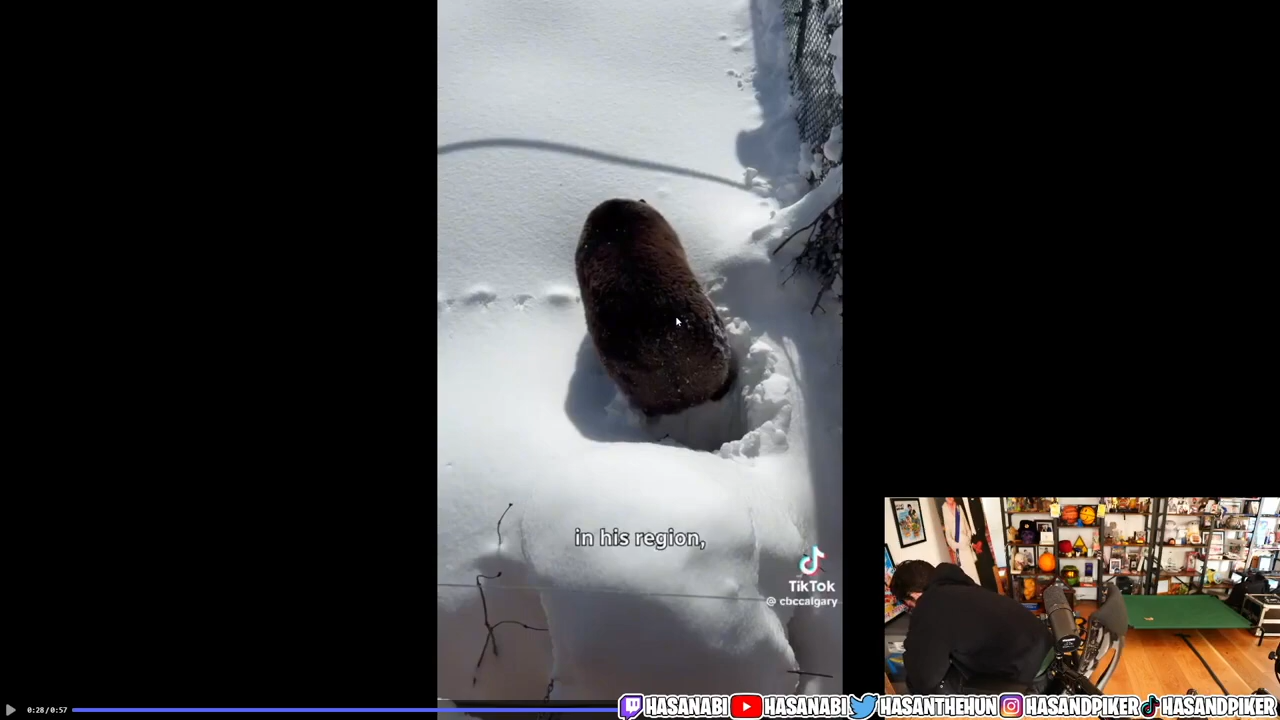 in his region,
TikTok
@ cbccalgary
0:28 / 0:57
HASANABI HASANABI HASANTHEHUN HASANDPIKER HASANDPIKER